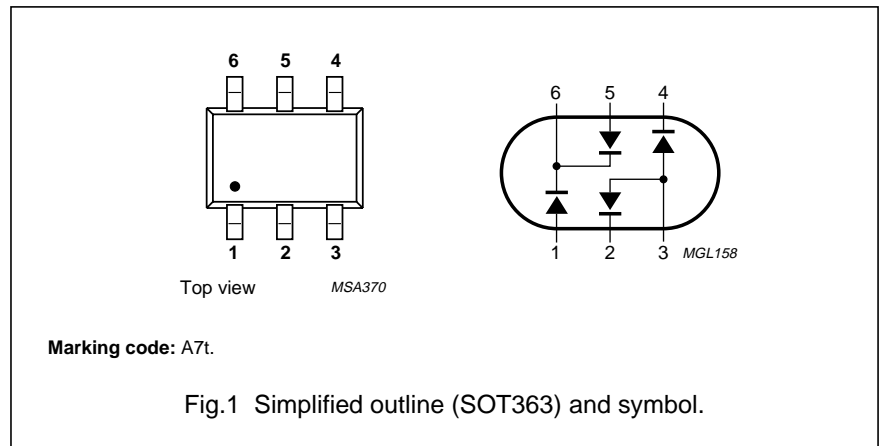 6 5 4
6 5 4
1 2 3
1 2 3 MGL158
Top view MSA370
Marking code: A7t.
Fig.1 Simplified outline (SOT363) and symbol.